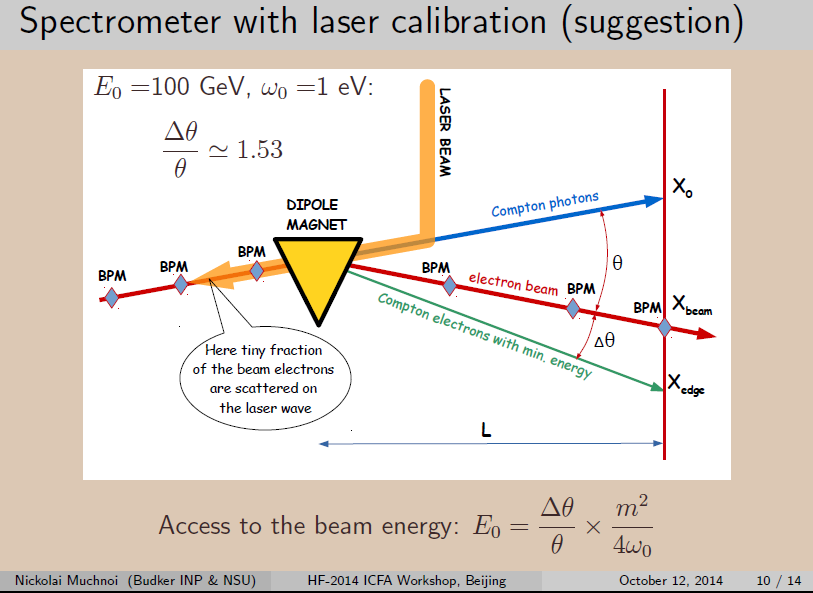 Spectrometer with laser calibration (suggestion)
E₀ =100 GeV, ω₀ =1 eV:
Δθ/θ ≃ 1.53
LASER BEAM
DIPOLE
MAGNET
Compton photons
X₀
BPM
BPM
BPM
BPM
electron beam
BPM
BPM
X_beam
θ
Δθ
Compton electrons with min. energy
X_edge
Here tiny fraction
of the beam electrons
are scattered on
the laser wave
L
Access to the beam energy: E₀ = Δθ/θ × m²/4ω₀
Nickolai Muchnoi (Budker INP & NSU) HF-2014 ICFA Workshop, Beijing October 12, 2014 10 / 14